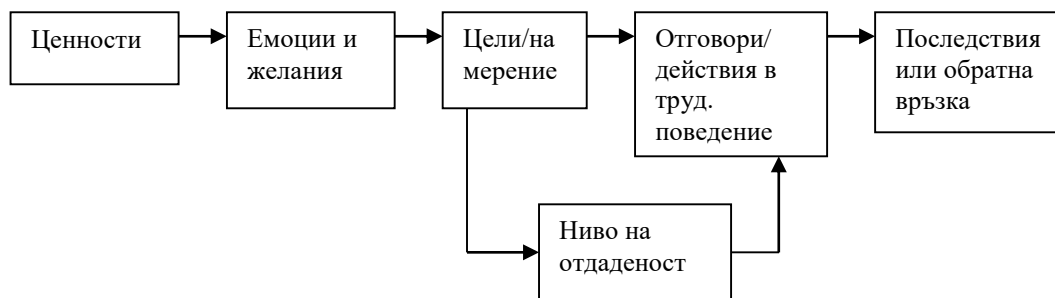 Ценности
Емоции и
желания
Цели/на
мерение
Отговори/
действия в
труд.
поведение
Последствия
или обратна
връзка
Ниво на
отдаденост